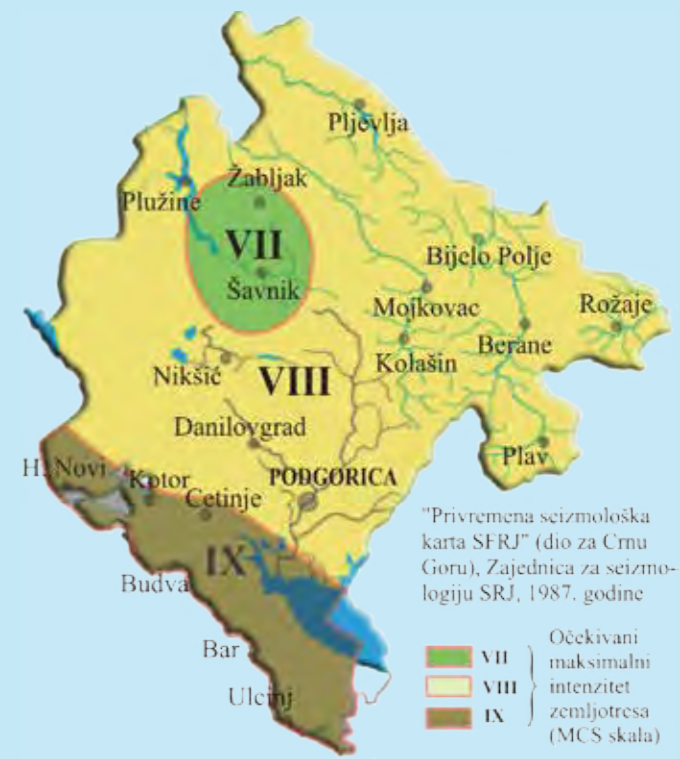 Pljevlja
Žabljak
Plužine
VII
Bijelo Polje
Šavnik
Mojkovac
Rožaje
Berane
Kolašin
Nikšić
VIII
Danilovgrad
Plav
H. Novi
Kotor
PODGORICA
Cetinje
IX
Budva
Bar
Ulcinj
"Privremena seizmološka
karta SFRJ" (dio za Crnu
Goru), Zajednica za seizmo-
logiju SRJ, 1987. godine
VII
VIII
IX
Očekivani
maksimalni
intenzitet
zemljotresa
(MCS skala)